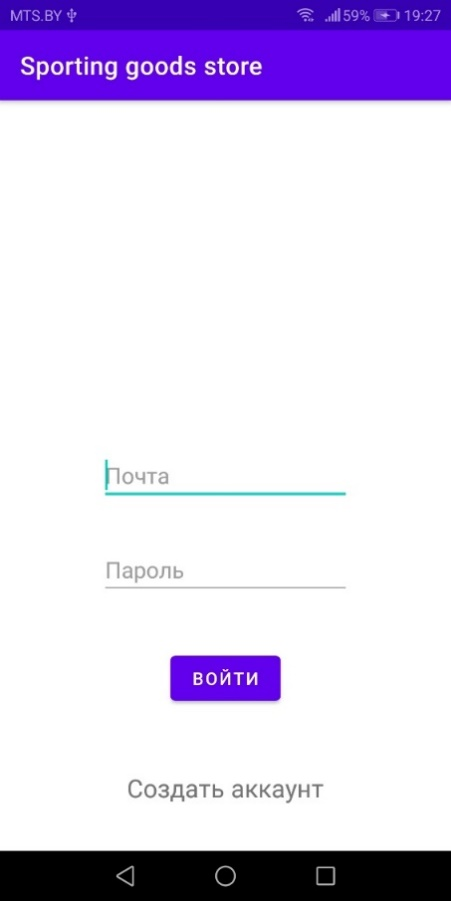 MTS.BY 59% 19:27
Sporting goods store
Почта
Пароль
ВОЙТИ
Создать аккаунт